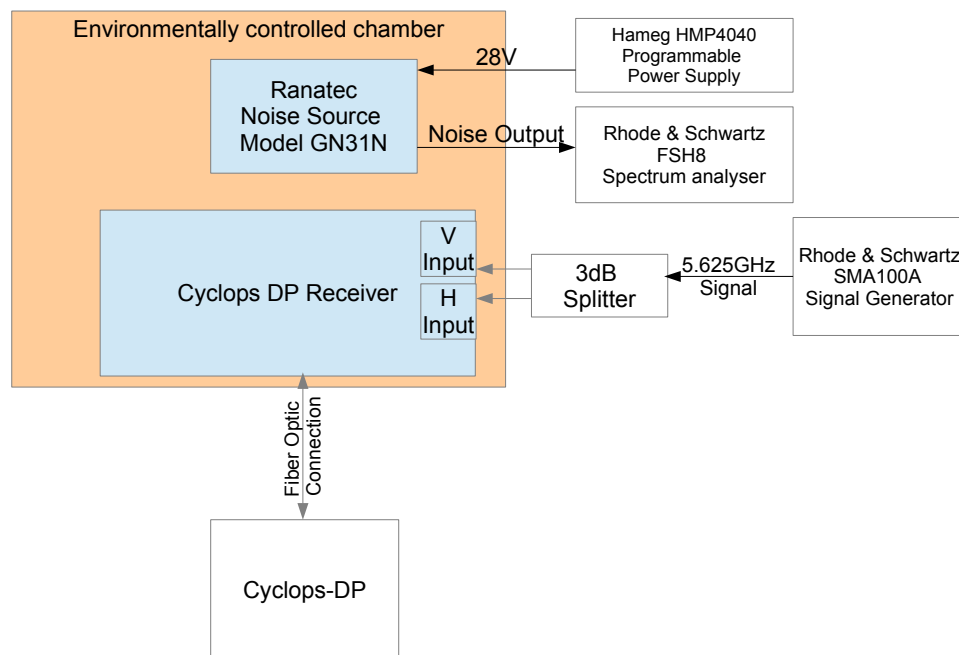 Environmentally controlled chamber
Hameg HMP4040
Programmable
Power Supply
28V
Ranatec
Noise Source
Model GN31N
Noise Output
Rhode & Schwartz
FSH8
Spectrum analyser
V
Input
H
Input
Cyclops DP Receiver
3dB
Splitter
5.625GHz
Signal
Rhode & Schwartz
SMA100A
Signal Generator
Fiber Optic
Connection
Cyclops-DP